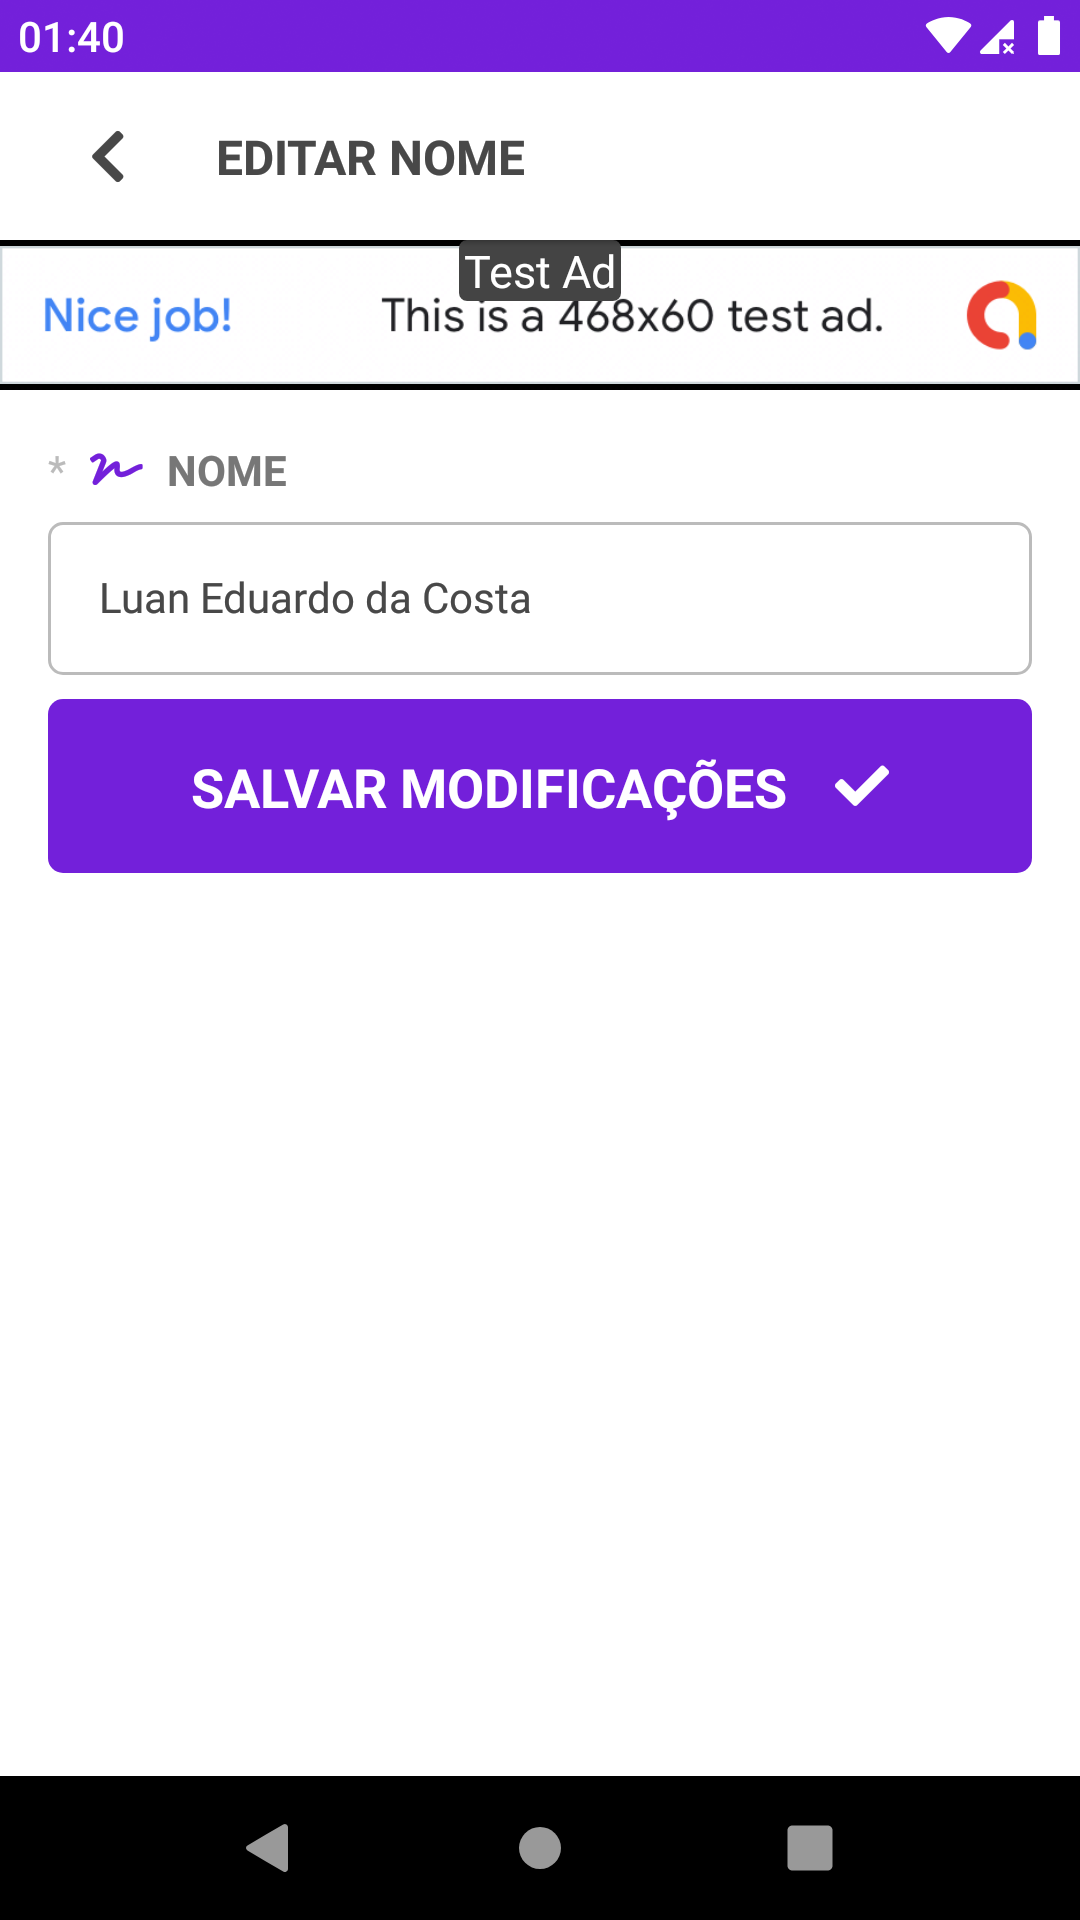 01:40
EDITAR NOME
Test Ad
Nice job! This is a 468x60 test ad.
* NOME
Luan Eduardo da Costa
SALVAR MODIFICAÇÕES